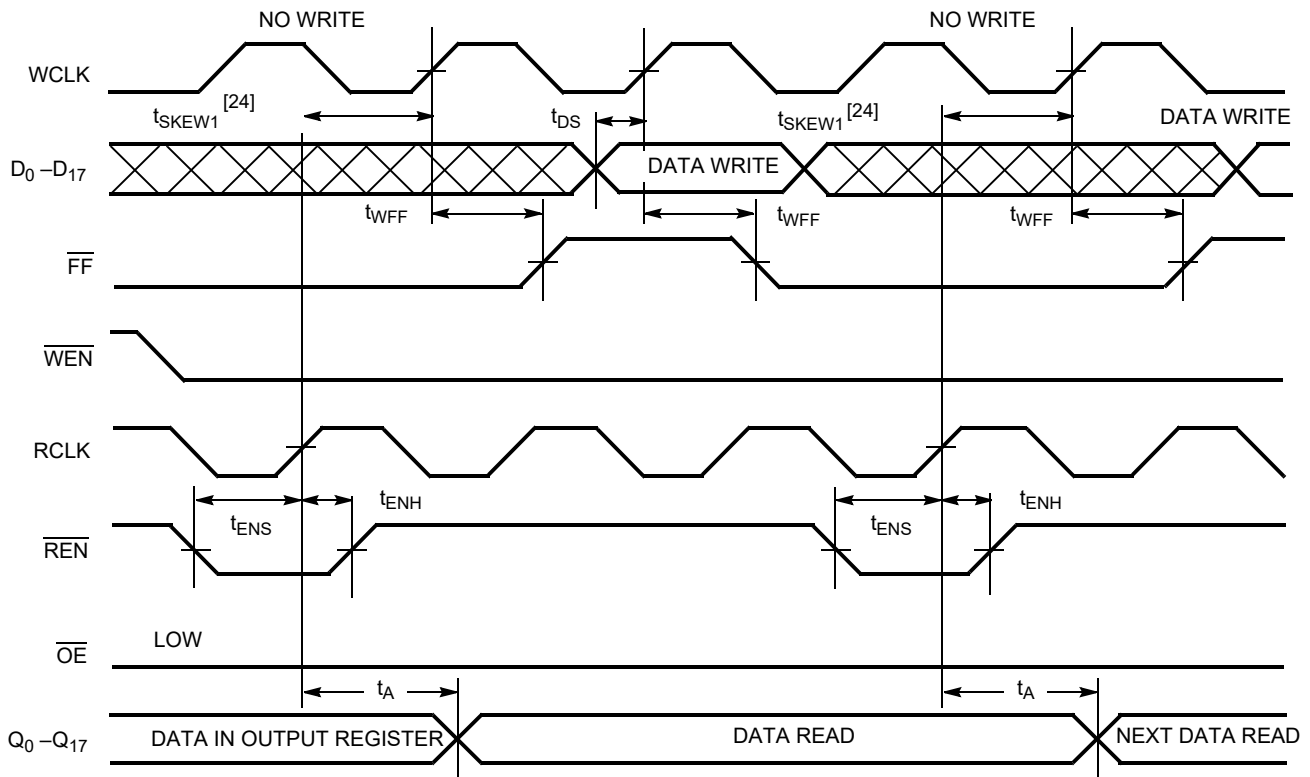 NO WRITE NO WRITE
WCLK
tSKEW1 [24] tDS tSKEW1 [24] DATA WRITE
D0 –D17 DATA WRITE
tWFF tWFF tWFF
FF
WEN
RCLK
tENS tENH tENS tENH
REN
LOW
OE
tA tA
Q0 –Q17 DATA IN OUTPUT REGISTER DATA READ NEXT DATA READ